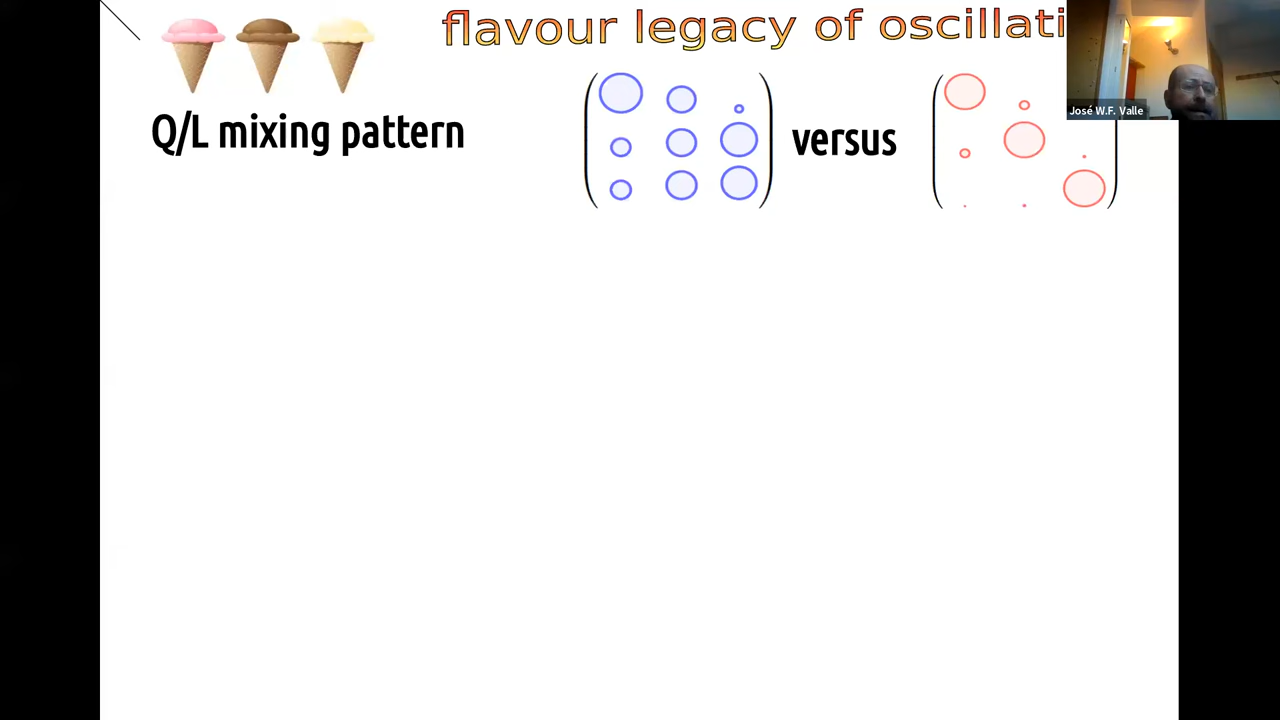 flavour legacy of oscillati
José W.F. Valle
Q/L mixing pattern
versus